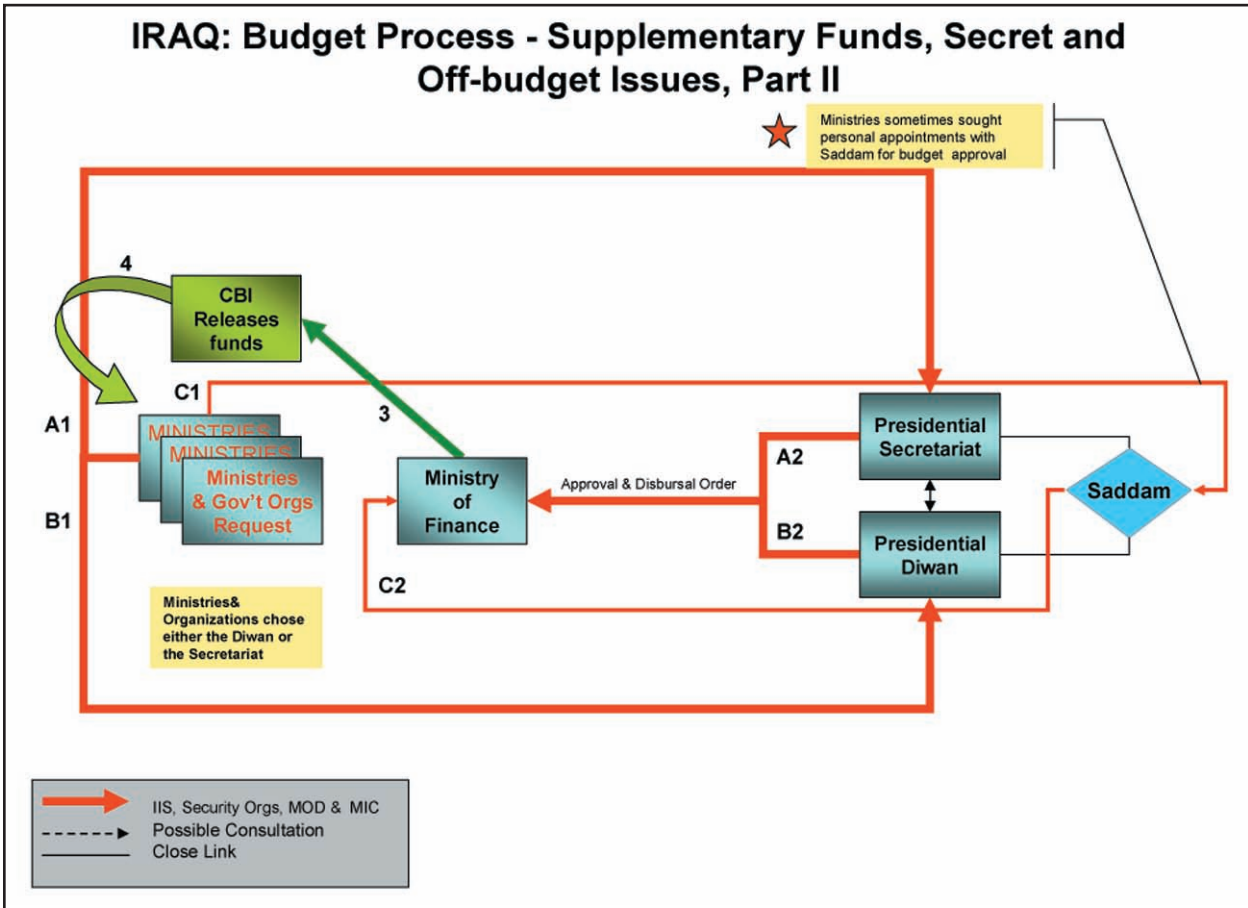 IRAQ: Budget Process - Supplementary Funds, Secret and
Off-budget Issues, Part II
Ministries sometimes sought
personal appointments with
Saddam for budget approval
4
CBI
Releases
funds
C1
3
A1
B1
MINISTRIES
MINISTRIES
Ministries
& Gov't Orgs
Request
Ministry
of
Finance
Approval & Disbursal Order
A2
B2
C2
Presidential
Secretariat
Presidential
Diwan
Saddam
Ministries&
Organizations chose
either the Diwan or
the Secretariat
IIS, Security Orgs, MOD & MIC
Possible Consultation
Close Link